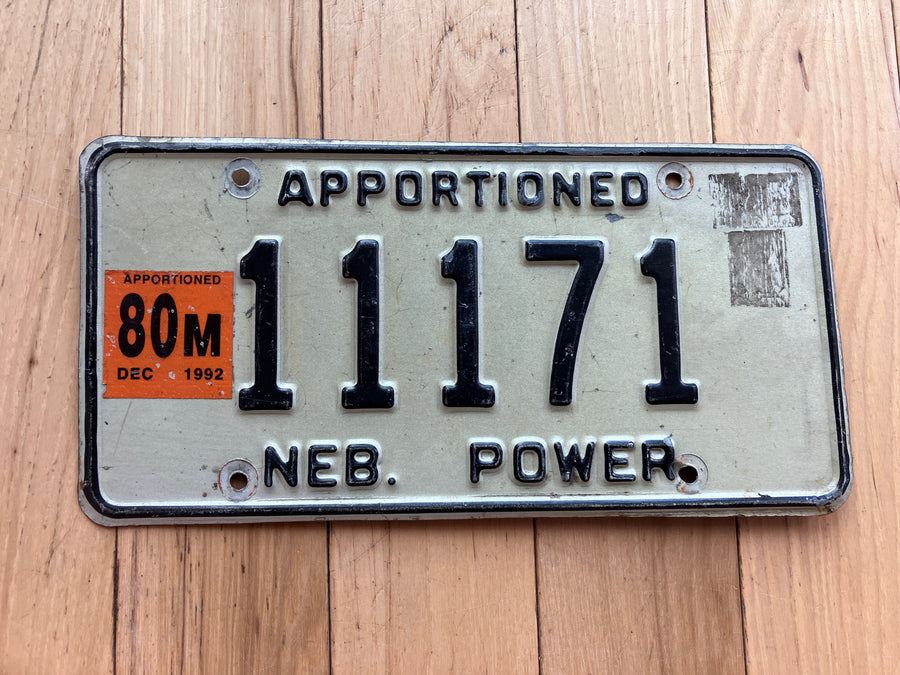 APPORTIONED
APPORTIONED
80M
DEC 1992
11171
NEB. POWER